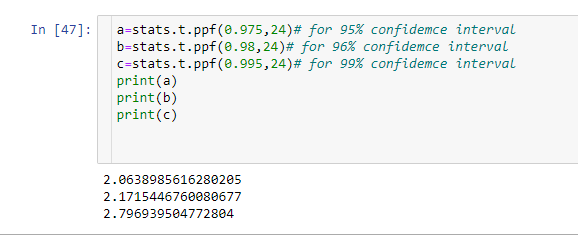 In [47]: a=stats.t.ppf(0.975,24)# for 95% confidemce interval
b=stats.t.ppf(0.98,24)# for 96% confidemce interval
c=stats.t.ppf(0.995,24)# for 99% confidemce interval
print(a)
print(b)
print(c)
2.0638985616280205
2.1715446760080677
2.796939504772804